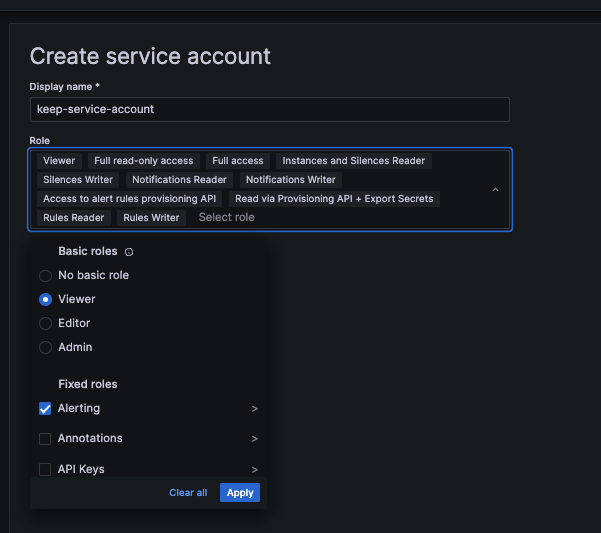 Create service account
Display name *
keep-service-account
Role
Viewer Full read-only access Full access Instances and Silences Reader
Silences Writer Notifications Reader Notifications Writer
Access to alert rules provisioning API Read via Provisioning API + Export Secrets
Rules Reader Rules Writer Select role
Basic roles
No basic role
Viewer
Editor
Admin
Fixed roles
Alerting >
Annotations >
API Keys >
Clear all Apply